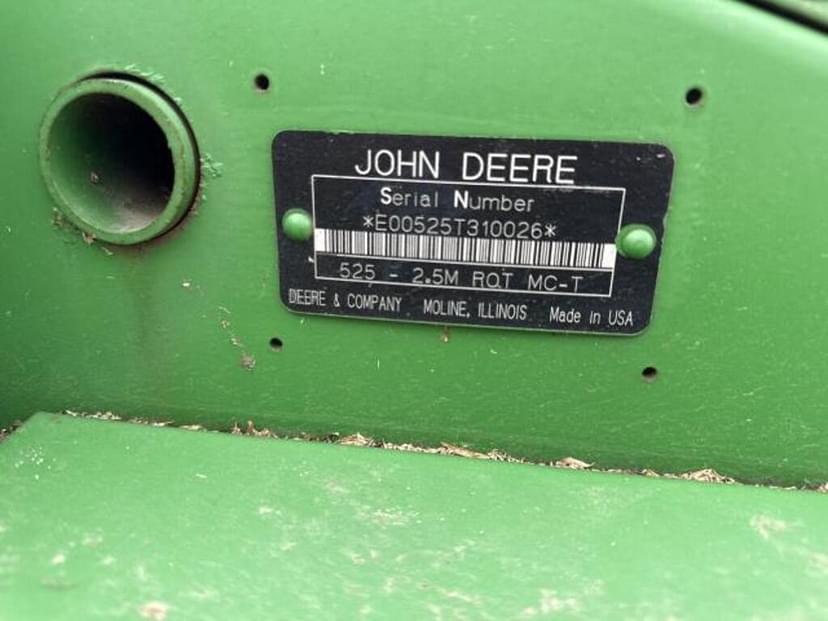 JOHN DEERE
Serial Number
*E00525T310026*
525 - 2.5M ROT MC-T
DEERE & COMPANY MOLINE, ILLINOIS Made in USA